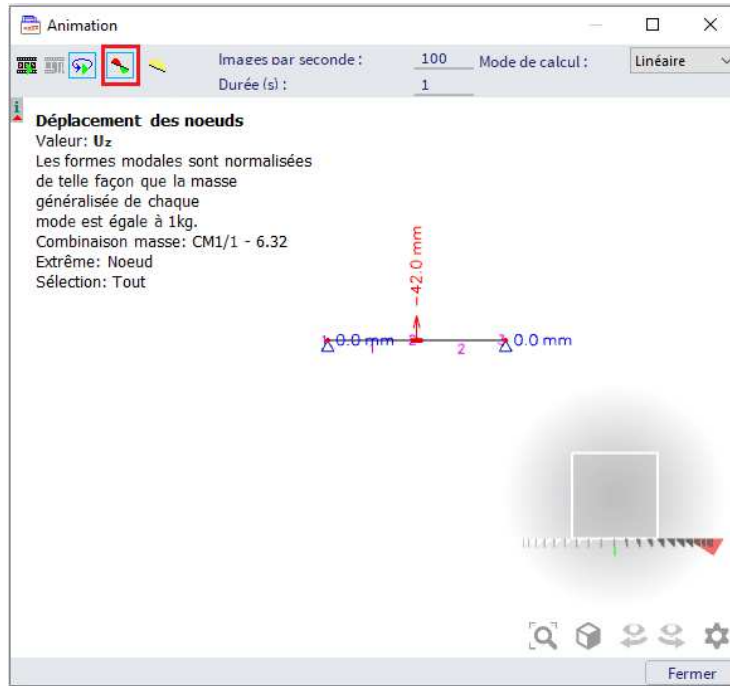 Animation
Images par seconde : 100 Mode de calcul : Linéaire
Durée (s) : 1
i
Déplacement des noeuds
Valeur: Uz
Les formes modales sont normalisées
de telle façon que la masse
généralisée de chaque
mode est égale à 1kg.
Combinaison masse: CM1/1 - 6.32
Extrême: Noeud
Sélection: Tout
-42.0 mm
0.0 mm 0.0 mm
1 2
Fermer